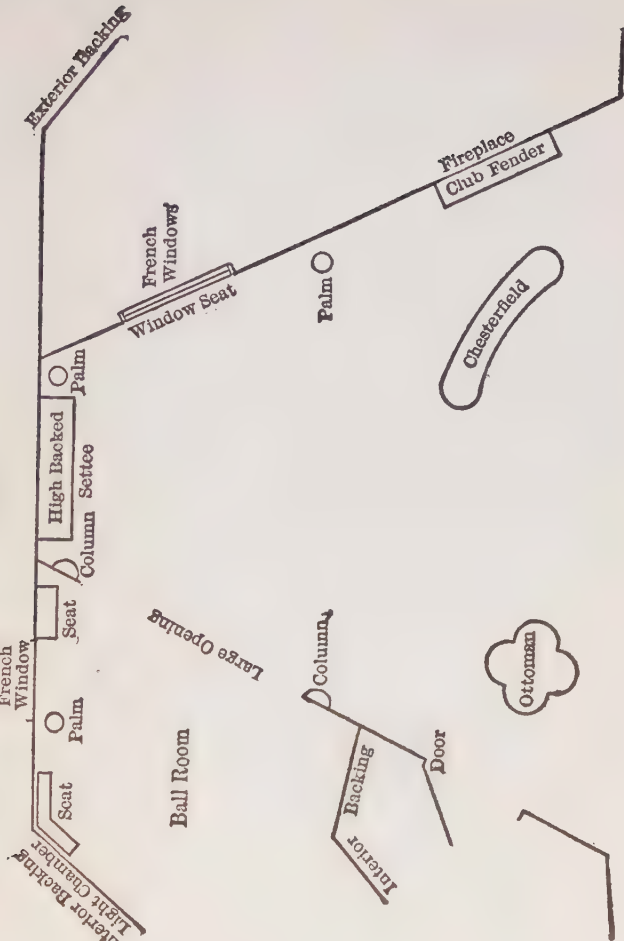 Exterior Backing
French
Windows
Window Seat
Palm
Fireplace
Club Fender
Chesterfield
Palm
High Backed
Column Settee
Seat
French
Window
Palm
Seat
Light Chamber
Backing
Large Opening
Ball Room
Column
Backing
Interior
Door
Ottoman